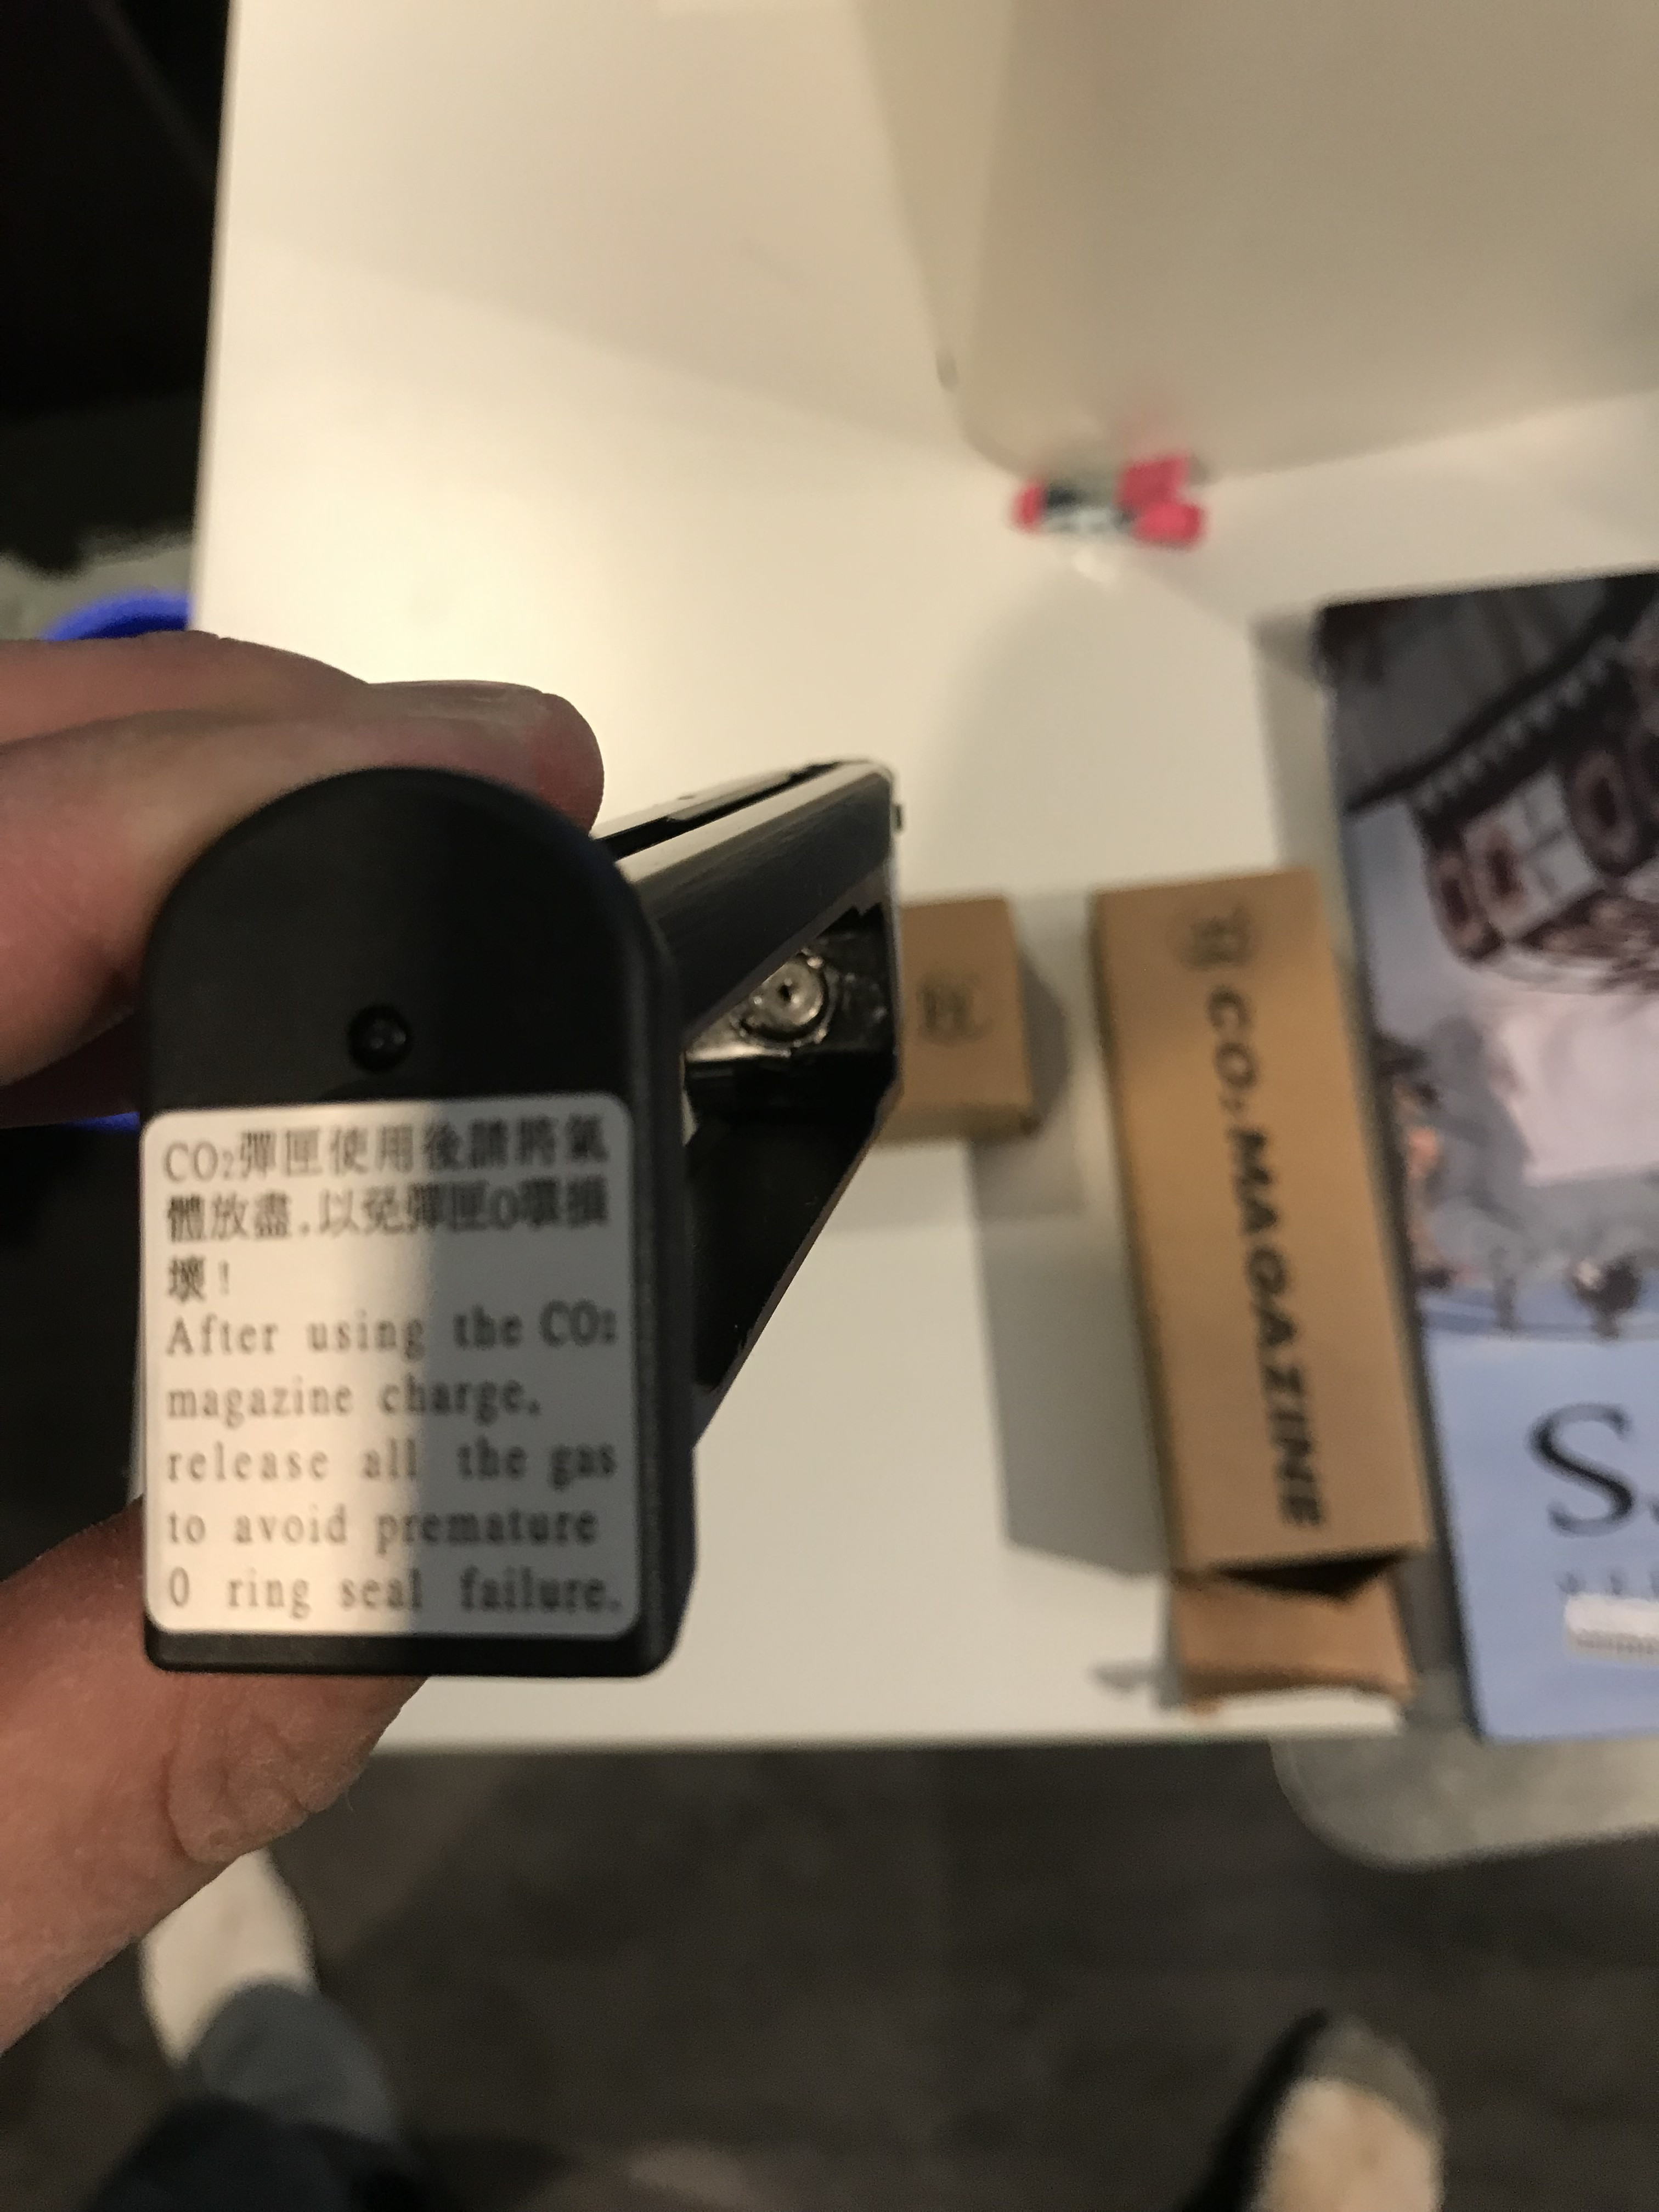 CO₂彈匣使用後請將氣
體放盡,以免彈匣O環損
壞!
After using the CO₂
magazine charge,
release all the gas
to avoid premature
O ring seal failure.
CO₂ MAGAZINE